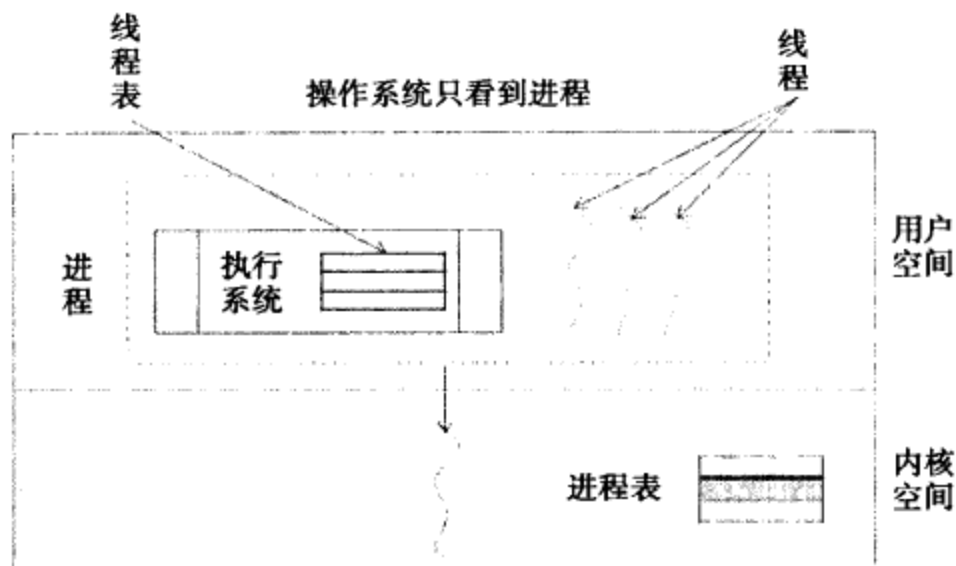 线程表
操作系统只看到进程
线程
进程
执行
系统
用户
空间
进程表
内核
空间